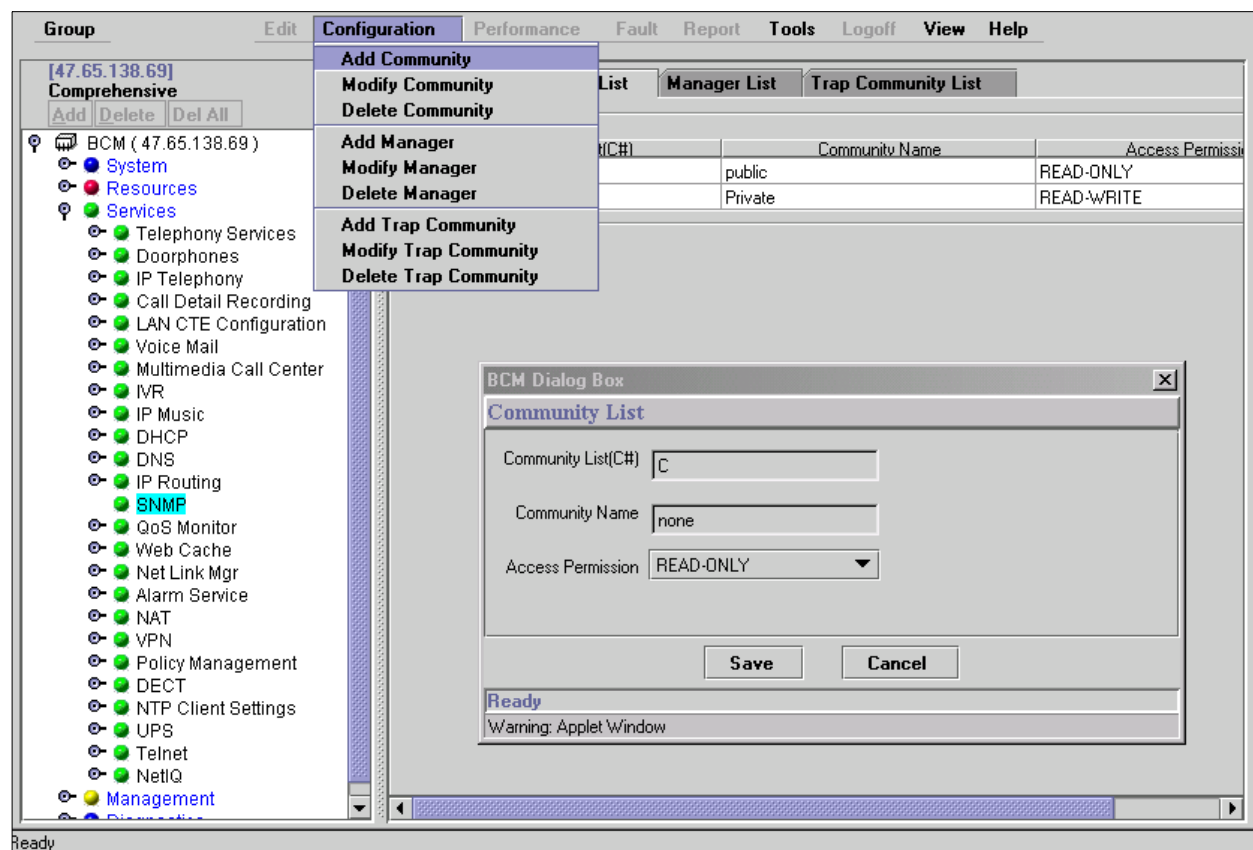 Group Edit Configuration Performance Fault Report Tools Logoff View Help
[47.65.138.69]
Comprehensive
Add Delete Del All
BCM ( 47.65.138.69 )
System
Resources
Services
Telephony Services
Doorphones
IP Telephony
Call Detail Recording
LAN CTE Configuration
Voice Mail
Multimedia Call Center
IVR
IP Music
DHCP
DNS
IP Routing
SNMP
QoS Monitor
Web Cache
Net Link Mgr
Alarm Service
NAT
VPN
Policy Management
DECT
NTP Client Settings
UPS
Telnet
NetIQ
Management
Diagnostics
Add Community
Modify Community
Delete Community
Add Manager
Modify Manager
Delete Manager
Add Trap Community
Modify Trap Community
Delete Trap Community
List Manager List Trap Community List
(C#) Community Name Access Permissi
public READ-ONLY
Private READ-WRITE
BCM Dialog Box
Community List
Community List(C#) C
Community Name none
Access Permission READ-ONLY
Save Cancel
Ready
Warning: Applet Window
Ready